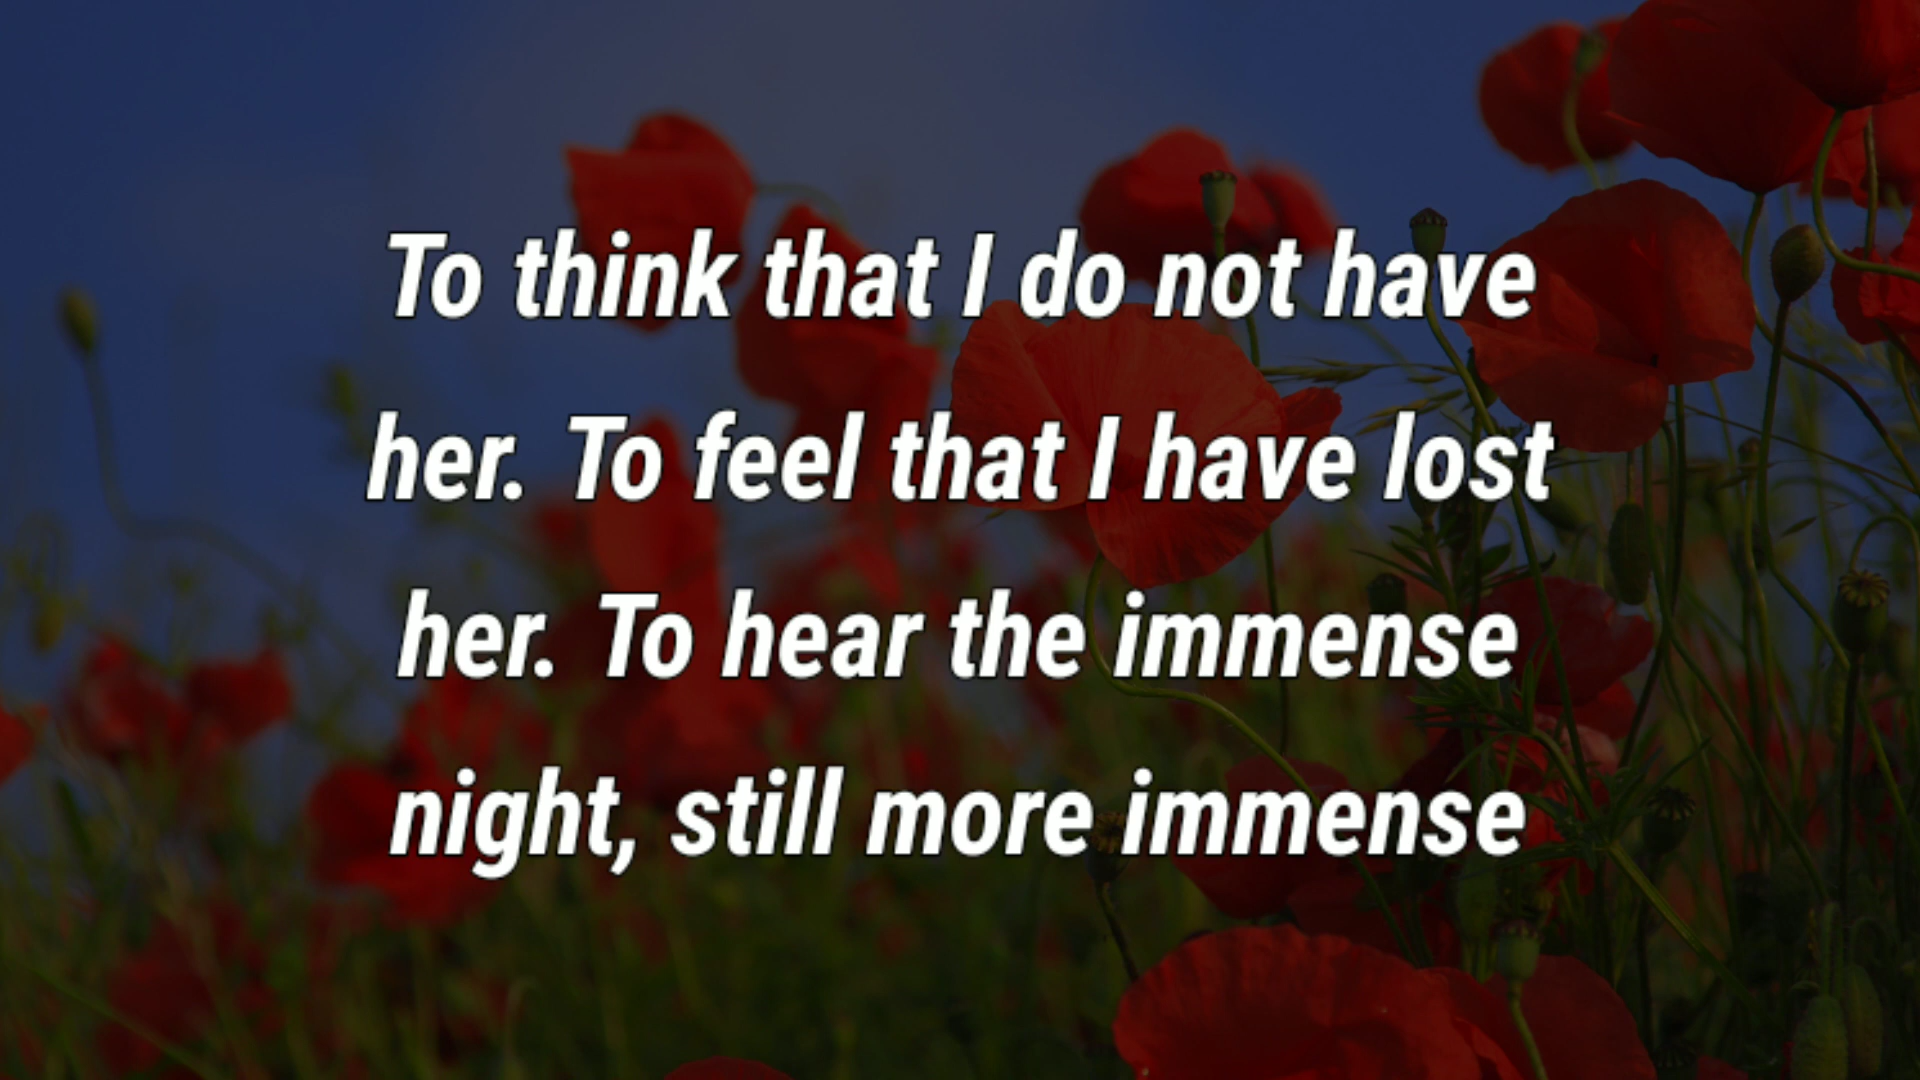 To think that I do not have
her. To feel that I have lost
her. To hear the immense
night, still more immense